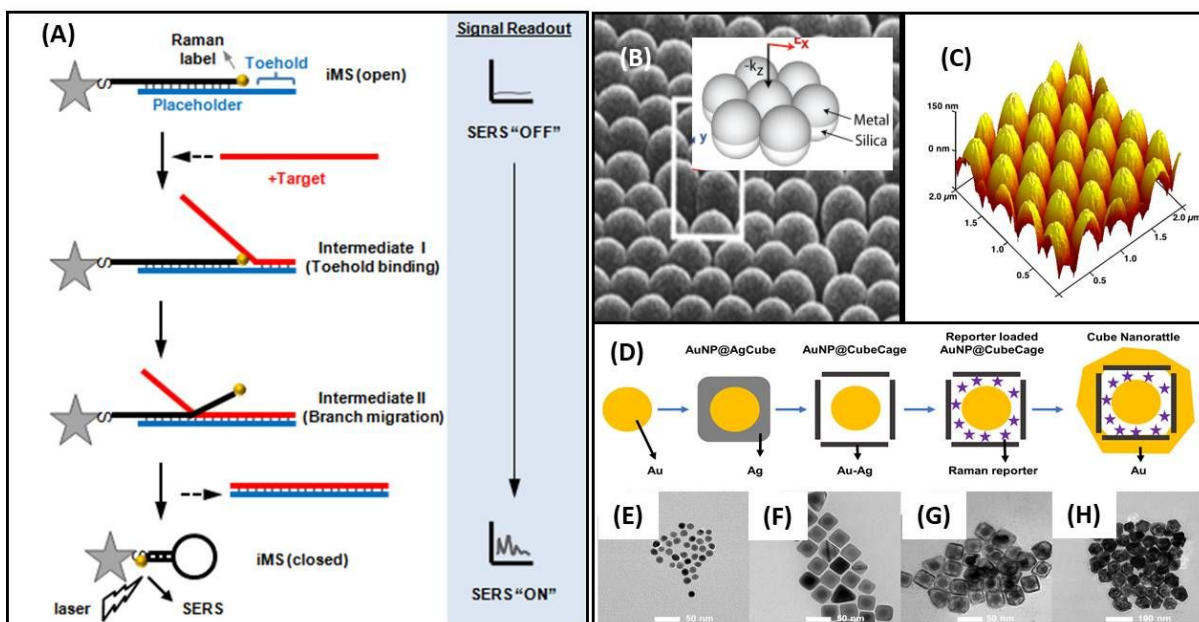 (A)
Raman
label
Toehold
iMS (open)
Placeholder
+Target
Intermediate I
(Toehold binding)
Intermediate II
(Branch migration)
iMS (closed)
laser
SERS
Signal Readout
SERS “OFF”
SERS “ON”
(B)
Ex
-kz
y
Metal
Silica
(C)
150 nm
0 nm
2.0 µm
1.5
1.0
0.5
0.5
1.0
1.5
2.0 µm
(D)
AuNP@AgCube
AuNP@CubeCage
Reporter loaded
AuNP@CubeCage
Cube Nanorattle
Au
Ag
Au-Ag
Raman reporter
Au
(E)
50 nm
(F)
50 nm
(G)
50 nm
(H)
100 nm